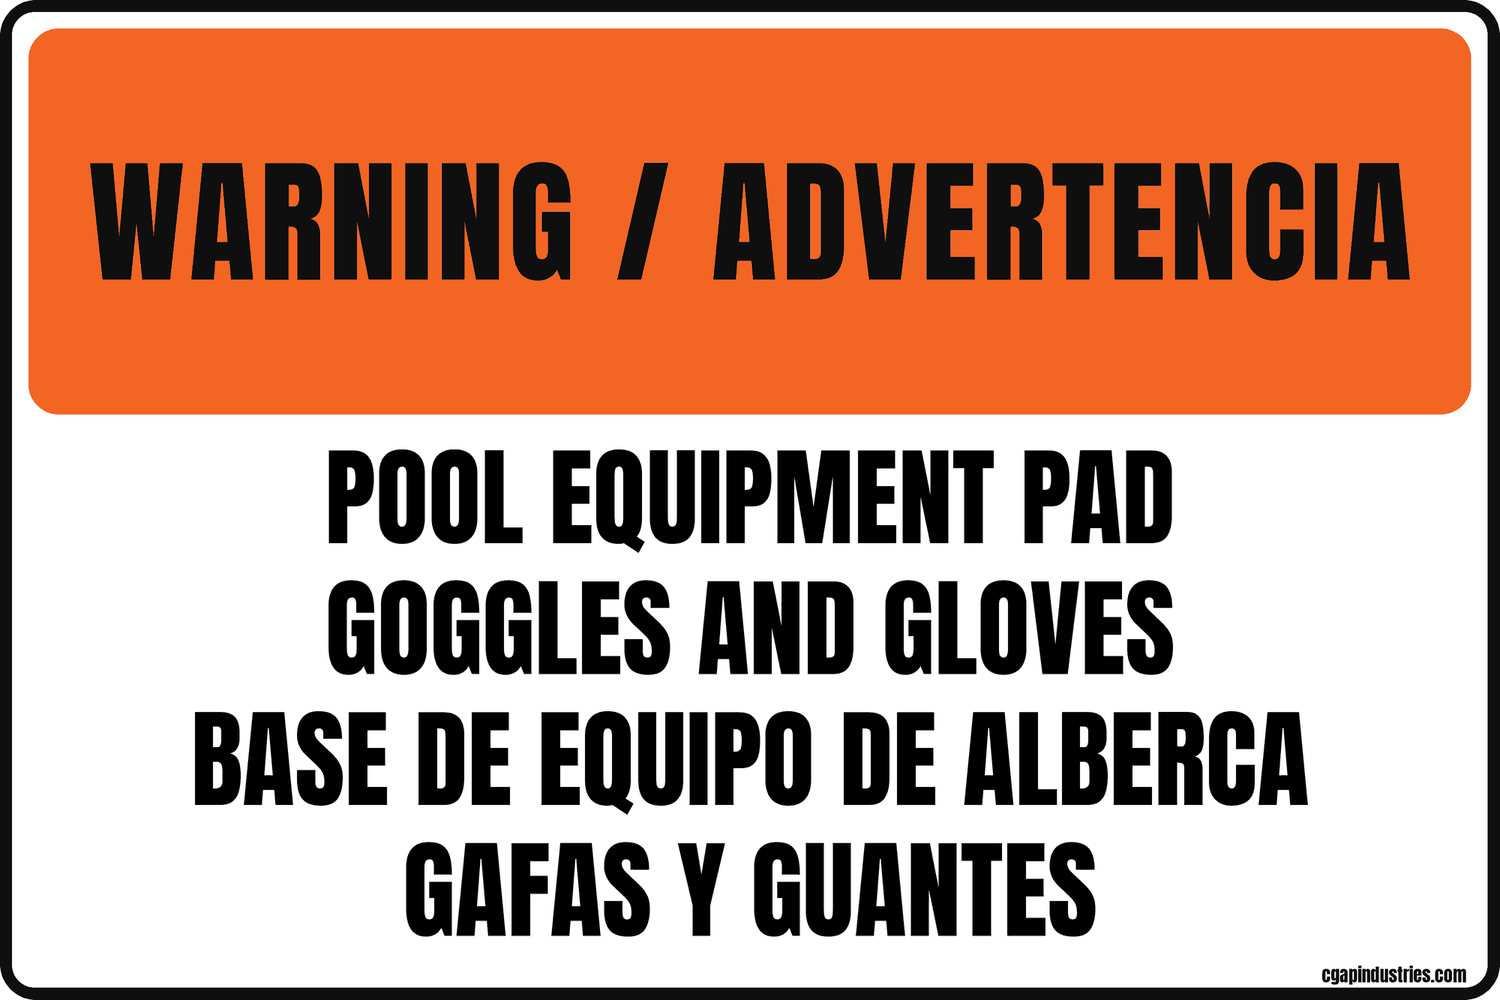 WARNING / ADVERTENCIA
POOL EQUIPMENT PAD
GOGGLES AND GLOVES
BASE DE EQUIPO DE ALBERCA
GAFAS Y GUANTES
cgapindustries.com